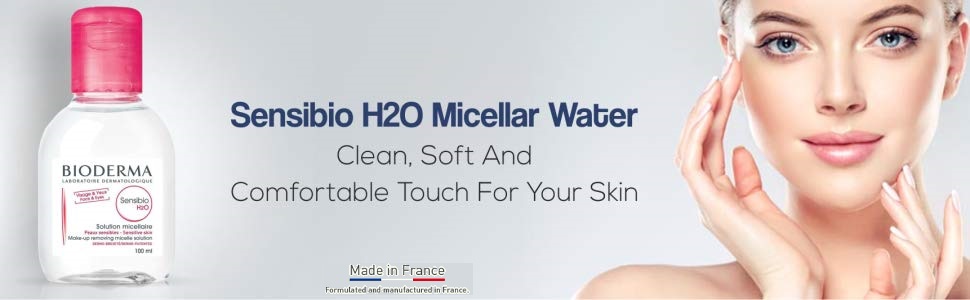 BIODERMA
LABORATOIRE DERMATOLOGIQUE
Visage & Yeux
Face & Eyes
Sensibio
H2O
Solution micellaire
Peaux sensibles - Sensitive skin
Make-up removing micelle solution
100 ml
Sensibio H2O Micellar Water
Clean, Soft And
Comfortable Touch For Your Skin
Made in France
Formulated and manufactured in France.